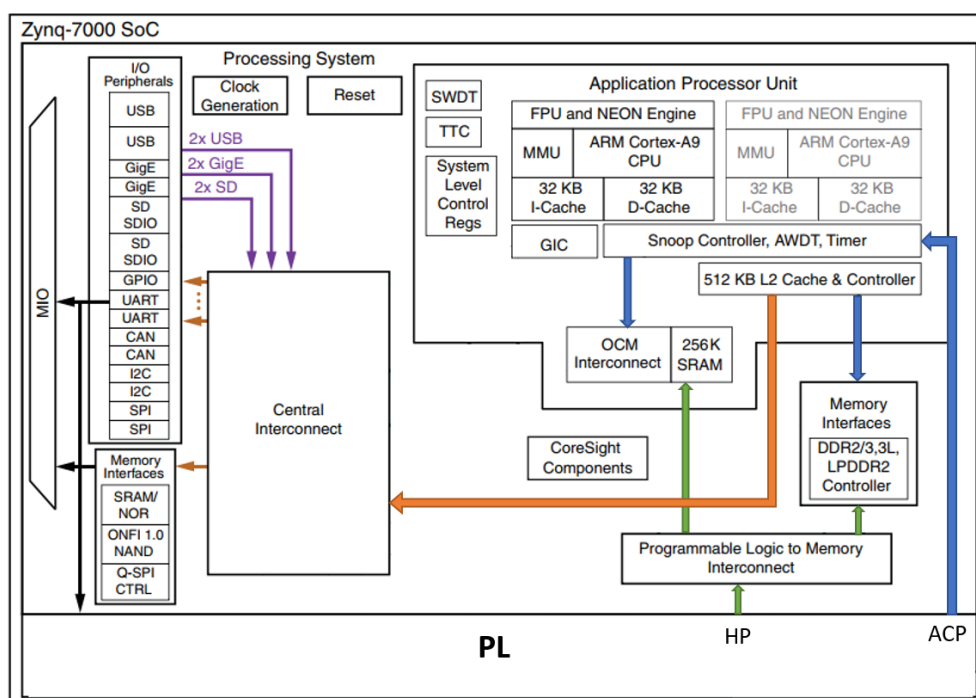 Zynq-7000 SoC
Processing System
I/O
Peripherals
USB
USB
GigE
GigE
SD
SDIO
SD
SDIO
GPIO
UART
UART
CAN
CAN
I2C
I2C
SPI
SPI
MIO
Memory
Interfaces
SRAM/
NOR
ONFI 1.0
NAND
Q-SPI
CTRL
Clock
Generation
Reset
2x USB
2x GigE
2x SD
Central
Interconnect
Application Processor Unit
SWDT
TTC
System
Level
Control
Regs
FPU and NEON Engine
MMU
ARM Cortex-A9
CPU
32 KB
I-Cache
32 KB
D-Cache
FPU and NEON Engine
MMU
ARM Cortex-A9
CPU
32 KB
I-Cache
32 KB
D-Cache
GIC
Snoop Controller, AWDT, Timer
512 KB L2 Cache & Controller
OCM
Interconnect
256K
SRAM
CoreSight
Components
Memory
Interfaces
DDR2/3,3L,
LPDDR2
Controller
Programmable Logic to Memory
Interconnect
PL
HP
ACP